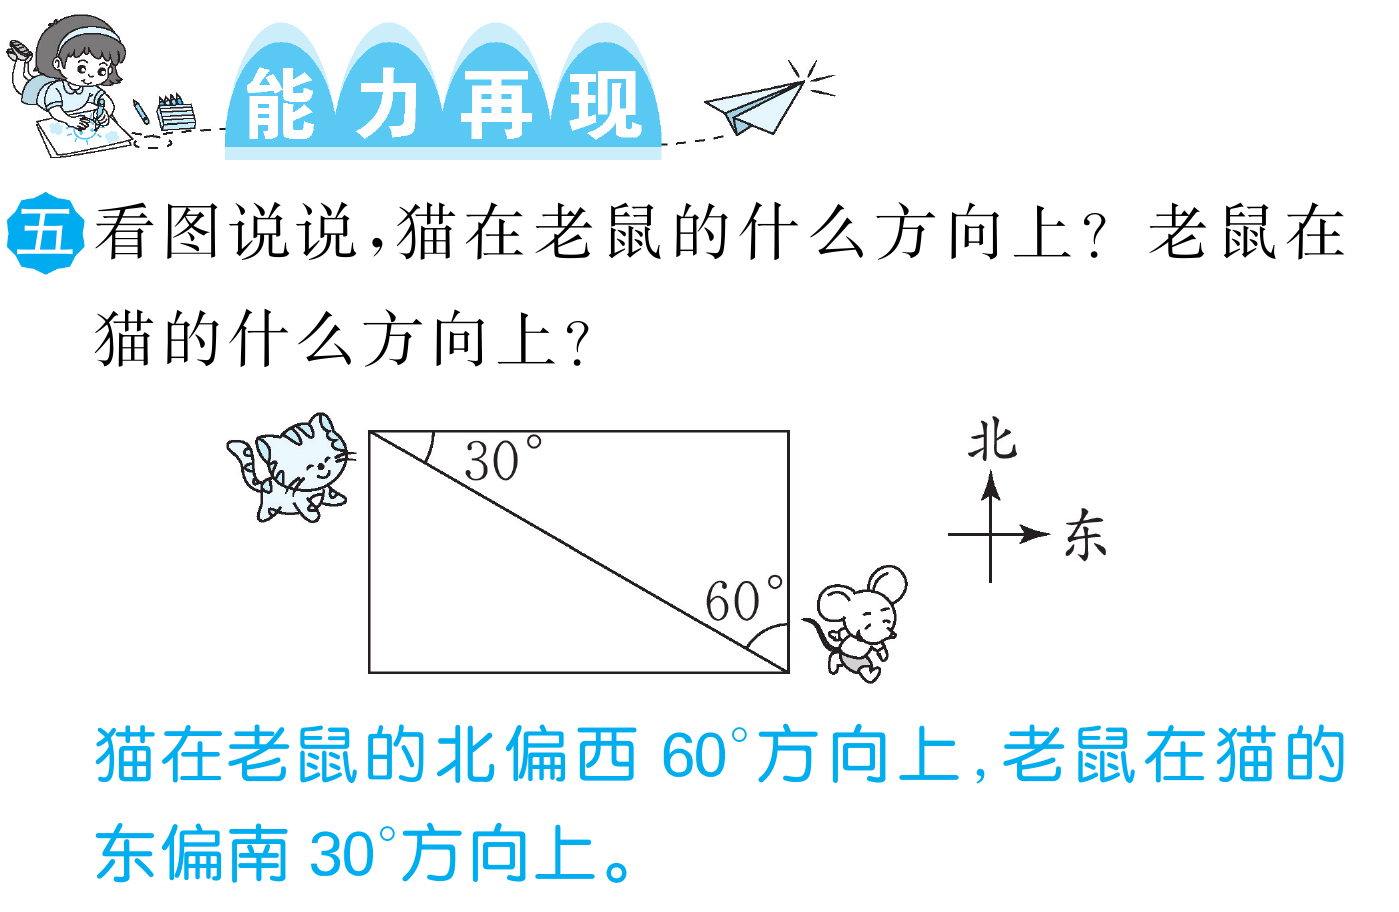 能力再现
五 看图说说,猫在老鼠的什么方向上? 老鼠在
猫的什么方向上?
30°
60°
北
东
猫在老鼠的北偏西 60°方向上,老鼠在猫的
东偏南 30°方向上。